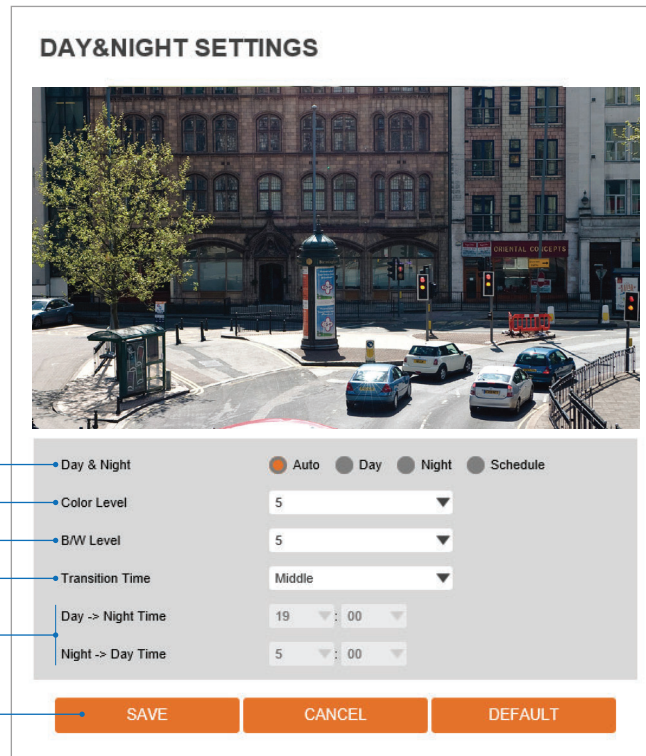 DAY&NIGHT SETTINGS
ORIENTAL CONCEPTS
Day & Night Auto Day Night Schedule
Color Level 5
B/W Level 5
Transition Time Middle
Day -> Night Time 19 : 00
Night -> Day Time 5 : 00
SAVE CANCEL DEFAULT